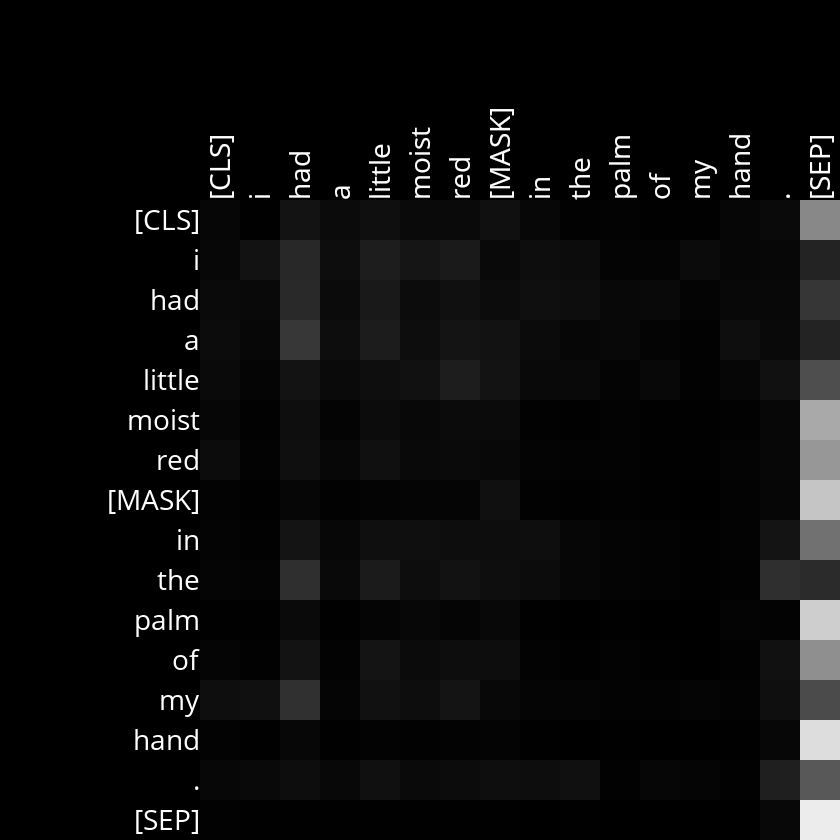 [CLS] i had a little moist red [MASK] in the palm of my hand . [SEP]
[CLS]
i
had
a
little
moist
red
[MASK]
in
the
palm
of
my
hand
.
[SEP]